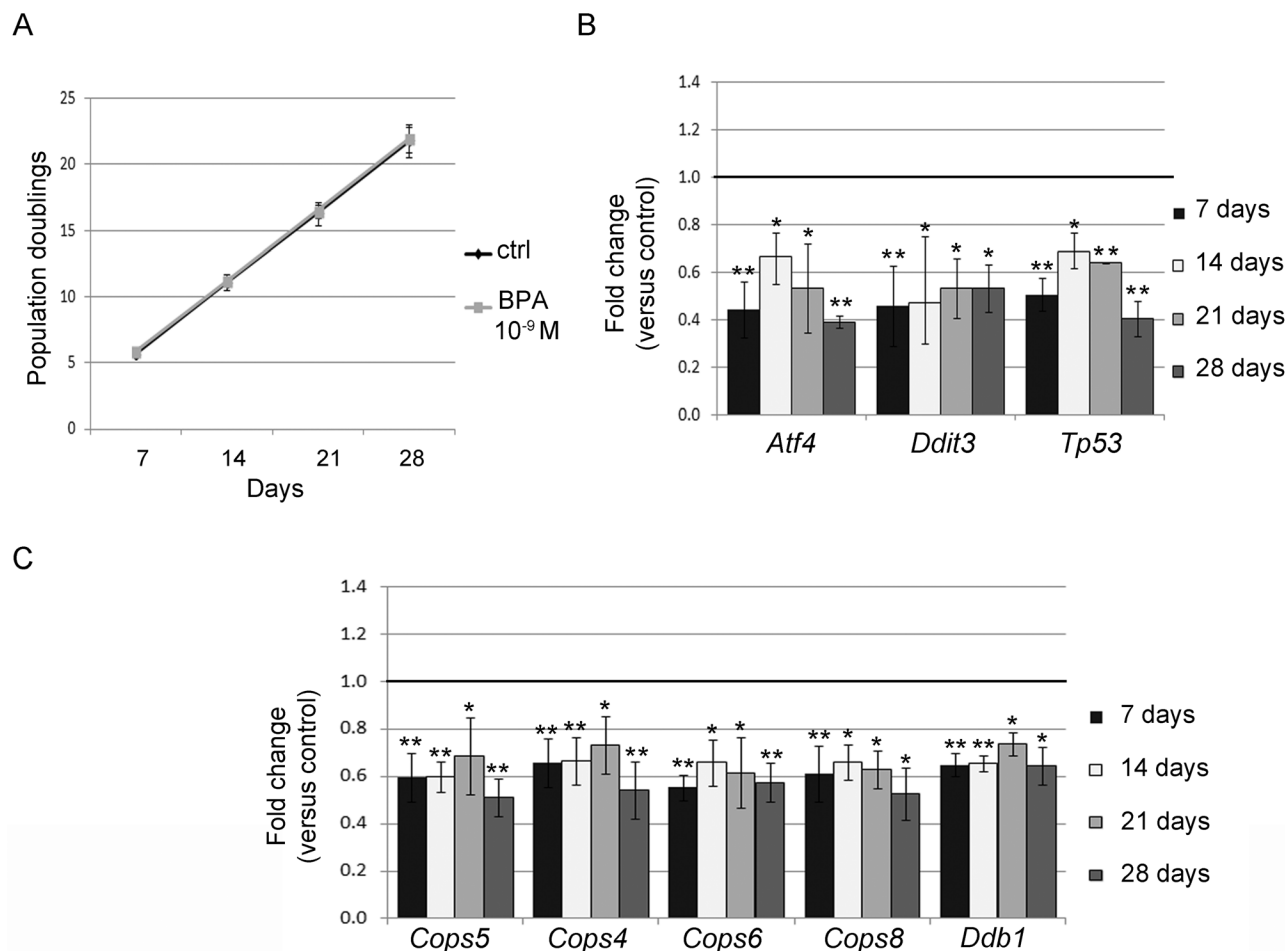 A
25
20
15
10
5
0
Population doublings
7 14 21 28
Days
ctrl
BPA
10⁻⁹ M
B
1.4
1.2
1.0
0.8
0.6
0.4
0.2
0.0
Fold change
(versus control)
** * * **
** * * *
** * ** **
Atf4 Ddit3 Tp53
7 days
14 days
21 days
28 days
C
1.4
1.2
1.0
0.8
0.6
0.4
0.2
0.0
Fold change
(versus control)
** ** * **
** ** * **
** * * **
** * * *
** ** * *
Cops5 Cops4 Cops6 Cops8 Ddb1
7 days
14 days
21 days
28 days